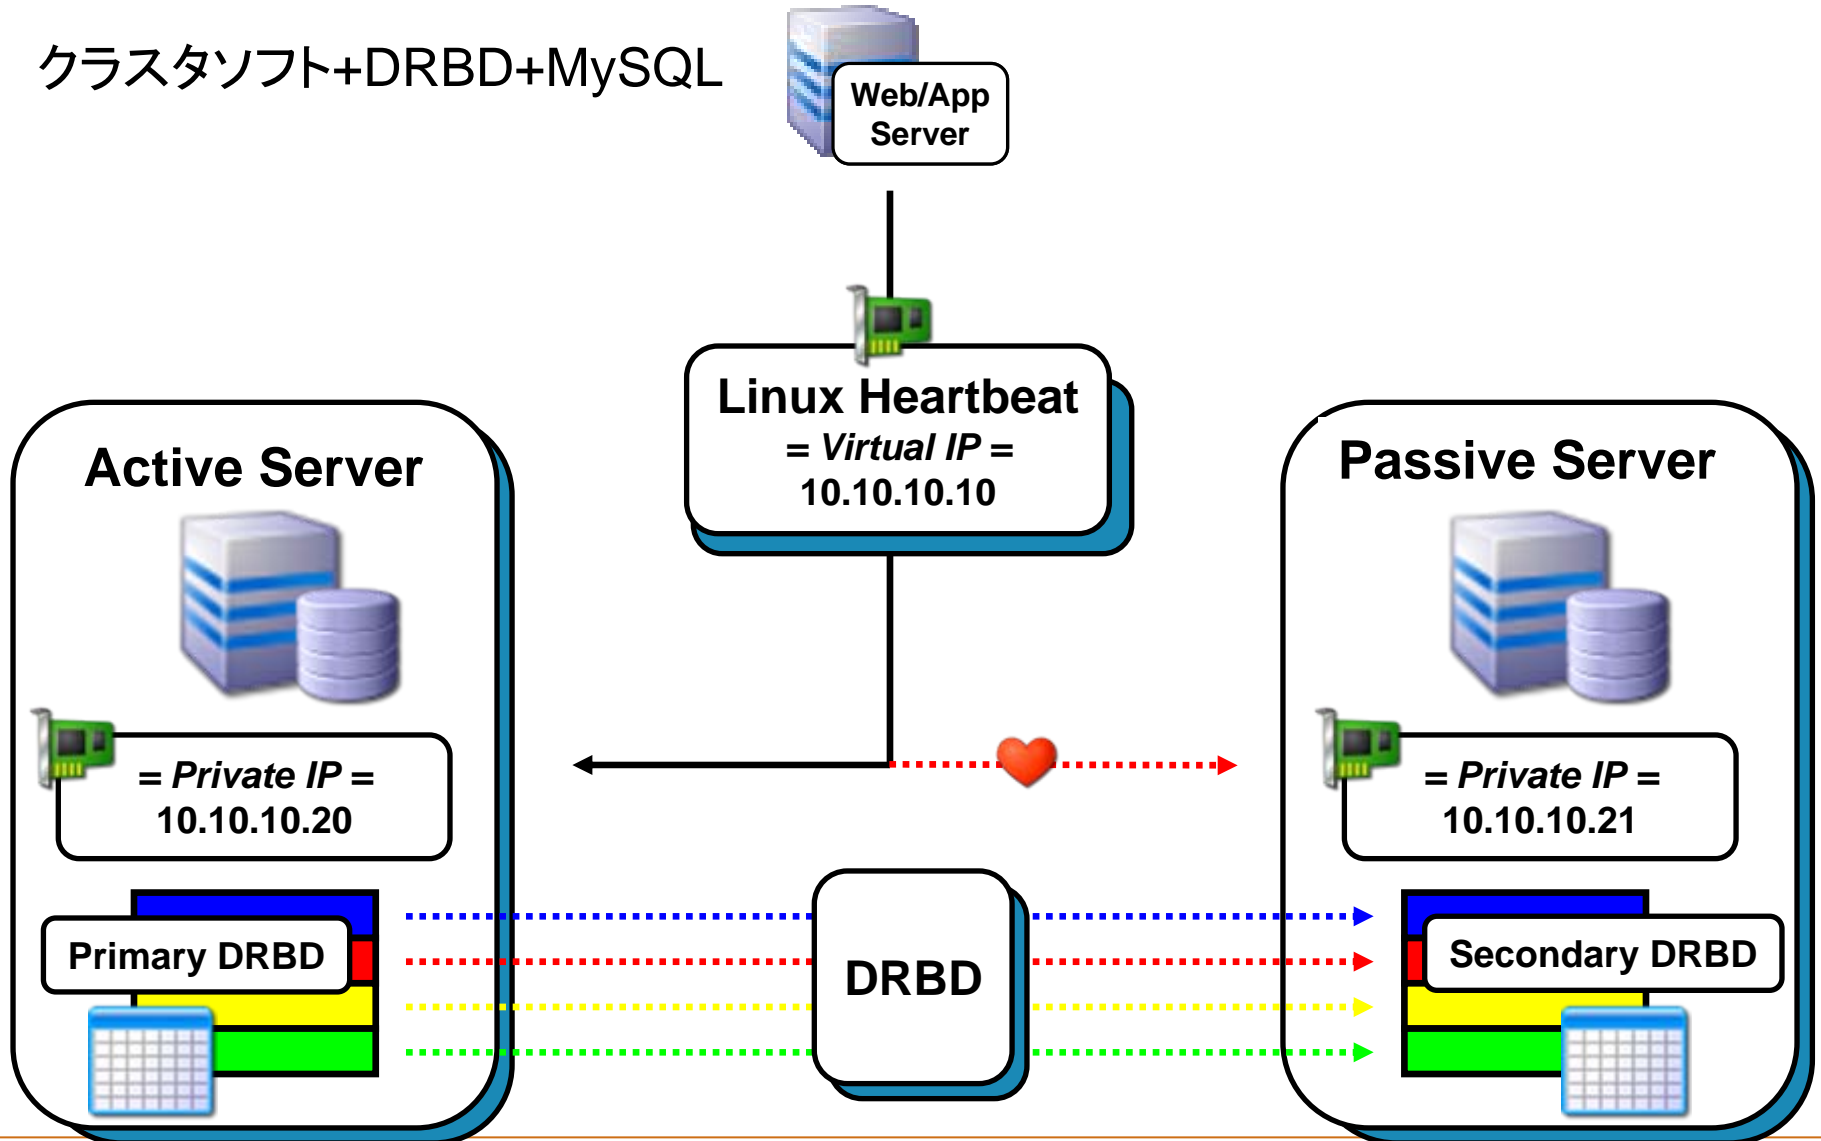 クラスタソフト+DRBD+MySQL
Web/App
Server
Linux Heartbeat
= Virtual IP =
10.10.10.10
Active Server
= Private IP =
10.10.10.20
Primary DRBD
DRBD
Passive Server
= Private IP =
10.10.10.21
Secondary DRBD